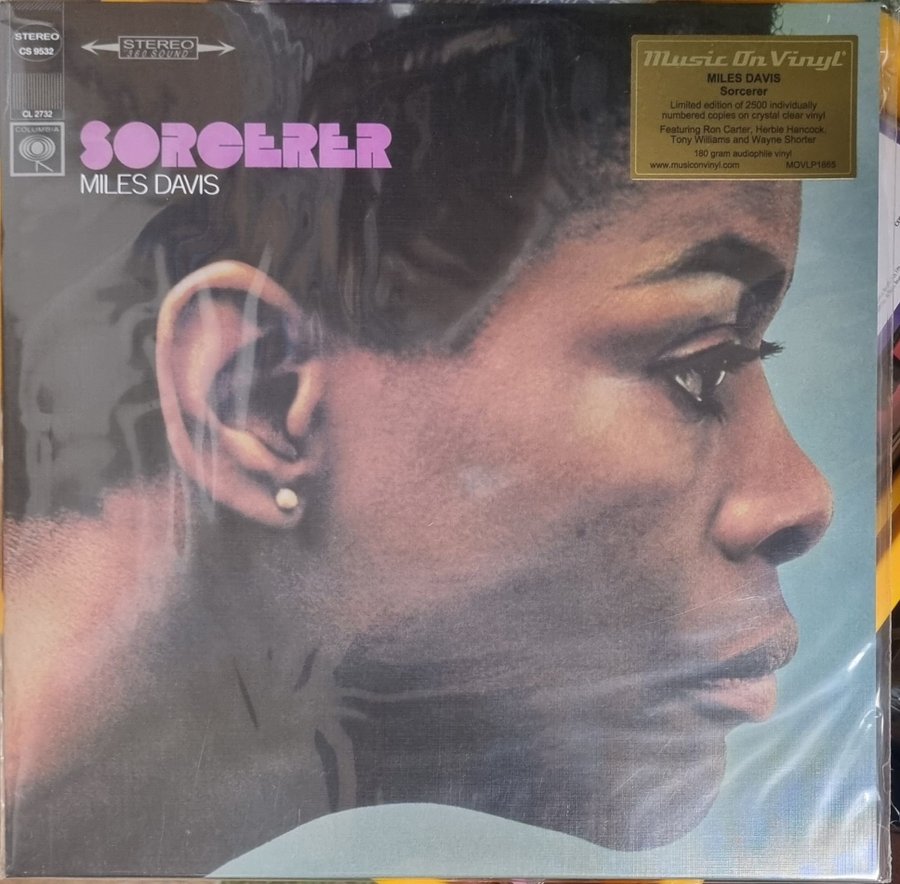 STEREO
CS 9532
CL 2732
COLUMBIA
STEREO
360 SOUND
SORCERER
MILES DAVIS
Music On Vinyl
MILES DAVIS
Sorcerer
Limited edition of 2500 individually
numbered copies on crystal clear vinyl
Featuring Ron Carter, Herbie Hancock,
Tony Williams and Wayne Shorter
180 gram audiophile vinyl
www.musiconvinyl.com MOVLP1665